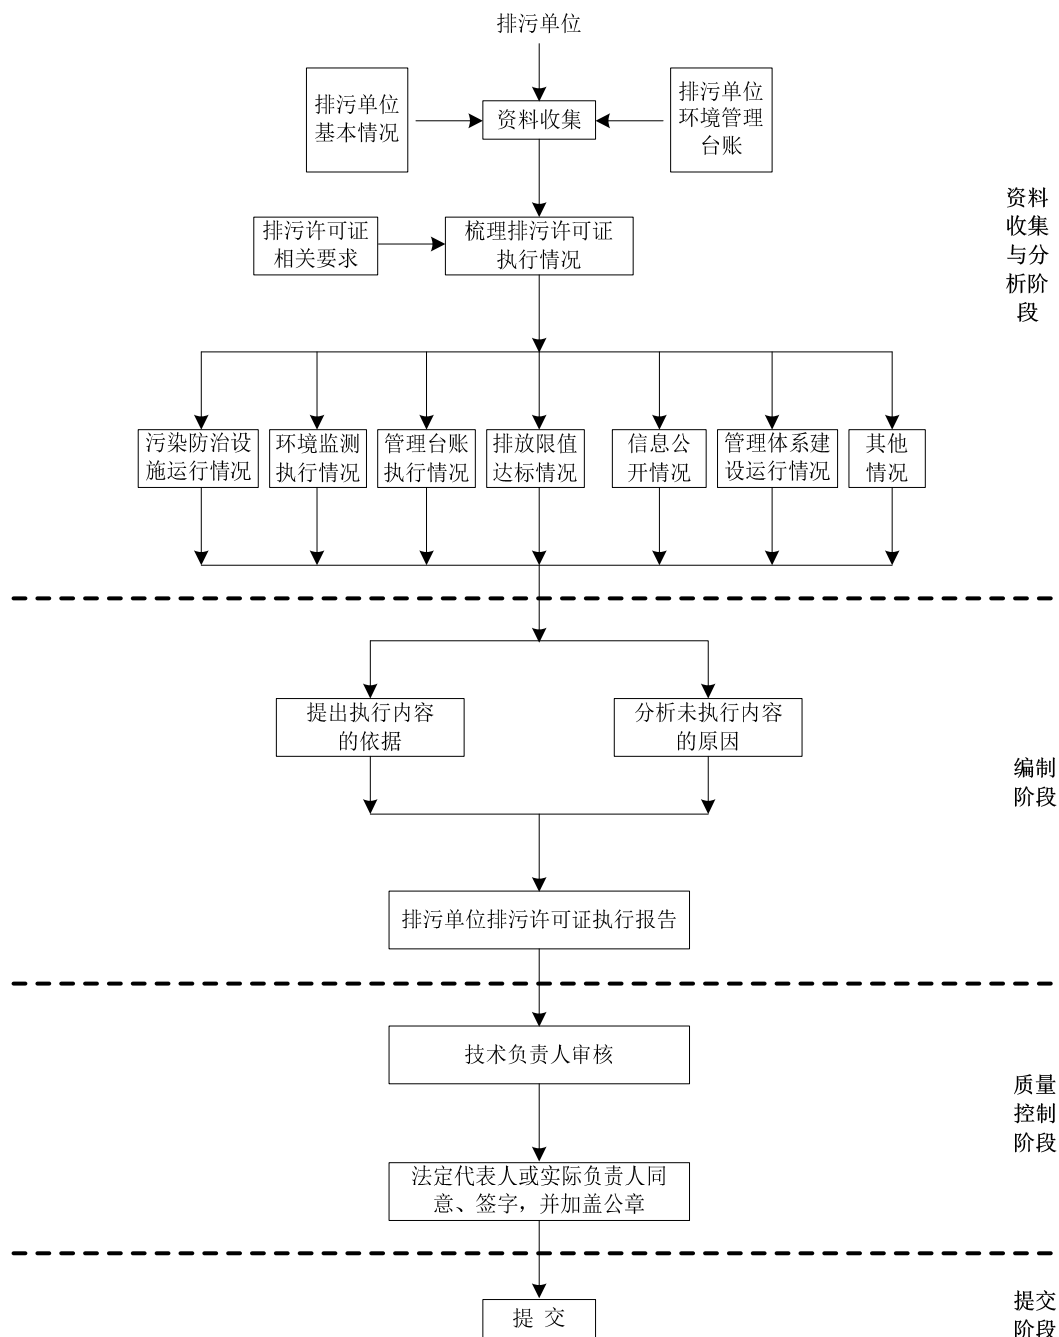 排污单位
排污单位
基本情况
资料收集
排污单位
环境管理
台账
排污许可证
相关要求
梳理排污许可证
执行情况
资料
收集
与分
析阶
段
污染防治设
施运行情况
环境监测
执行情况
管理台账
执行情况
排放限值
达标情况
信息公
开情况
管理体系建
设运行情况
其他
情况
提出执行内容
的依据
分析未执行内容
的原因
编制
阶段
排污单位排污许可证执行报告
技术负责人审核
质量
控制
阶段
法定代表人或实际负责人同
意、签字，并加盖公章
提 交
提交
阶段